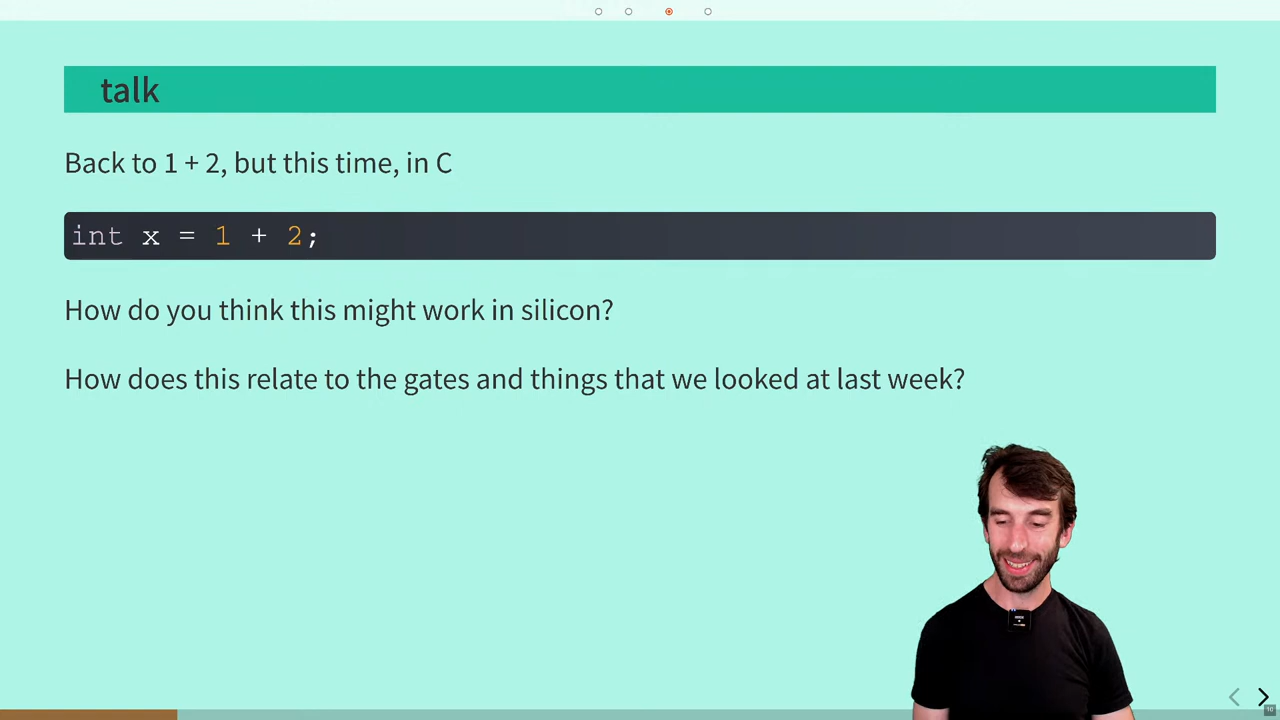 talk
Back to 1 + 2, but this time, in C
int x = 1 + 2;
How do you think this might work in silicon?
How does this relate to the gates and things that we looked at last week?
10